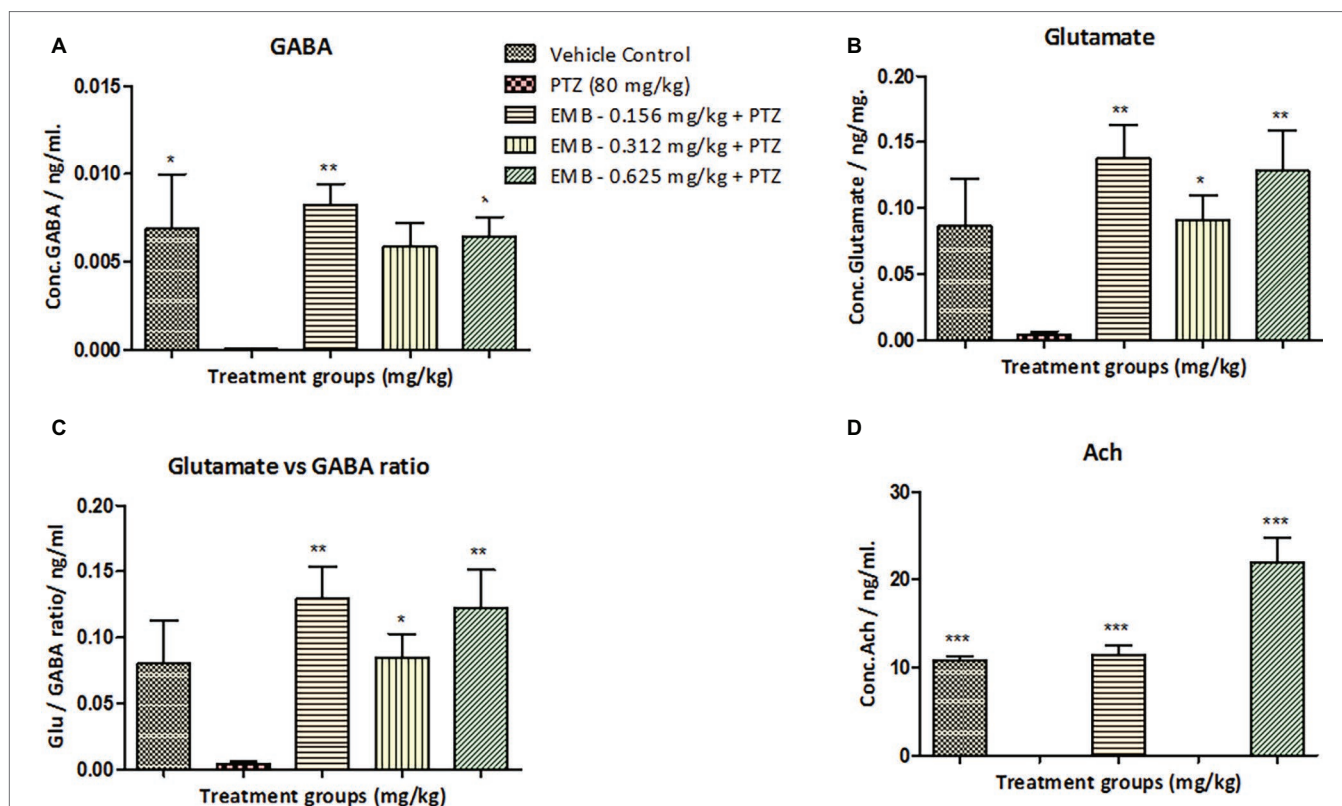 A
GABA
Conc.GABA / ng/ml.
0.015
0.010
0.005
0.000
*
**
*
Treatment groups (mg/kg)
Vehicle Control
PTZ (80 mg/kg)
EMB - 0.156 mg/kg + PTZ
EMB - 0.312 mg/kg + PTZ
EMB - 0.625 mg/kg + PTZ
B
Glutamate
Conc.Glutamate / ng/mg.
0.20
0.15
0.10
0.05
0.00
**
*
**
Treatment groups (mg/kg)
C
Glutamate vs GABA ratio
Glu / GABA ratio/ ng/ml
0.20
0.15
0.10
0.05
0.00
**
*
**
Treatment groups (mg/kg)
D
Ach
Conc.Ach / ng/ml.
30
20
10
0
***
***
***
Treatment groups (mg/kg)